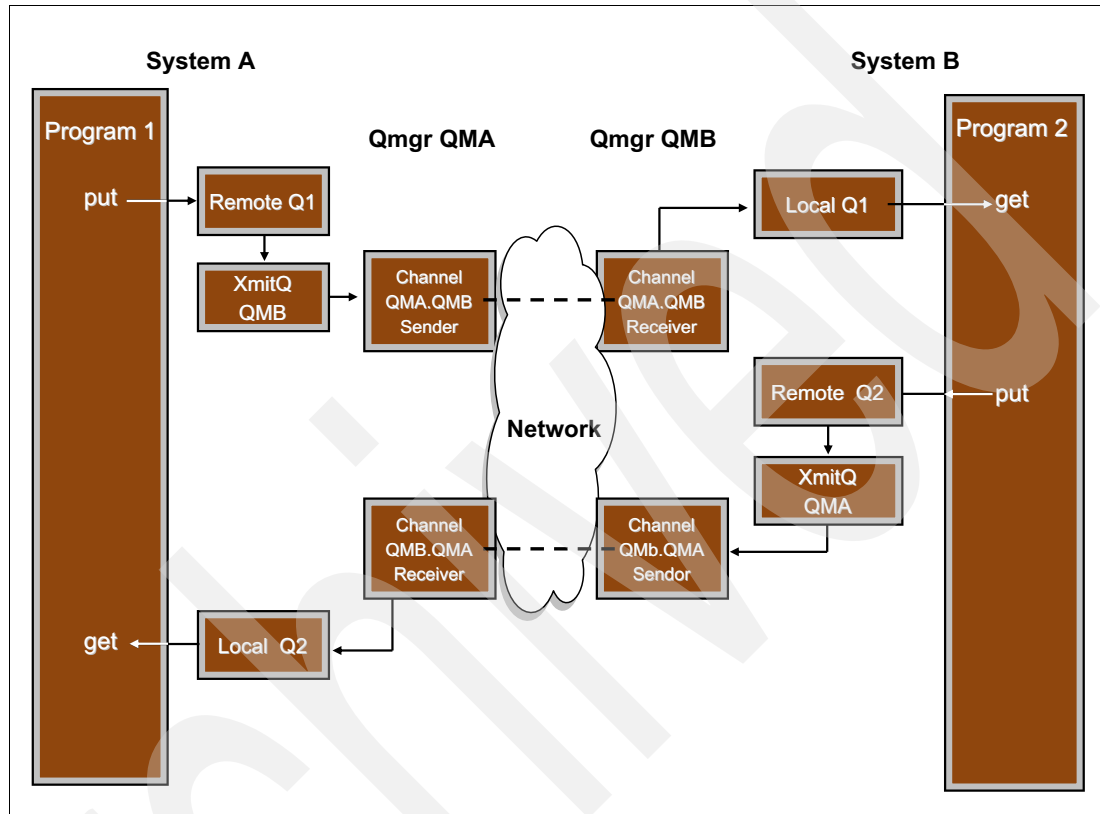 System A
System B
Program 1
Qmgr QMA
Qmgr QMB
Program 2
put
Remote Q1
Local Q1
get
XmitQ
QMB
Channel
QMA.QMB
Sender
Channel
QMA.QMB
Receiver
Remote Q2
put
Network
XmitQ
QMA
Channel
QMB.QMA
Receiver
Channel
QMb.QMA
Sendor
get
Local Q2